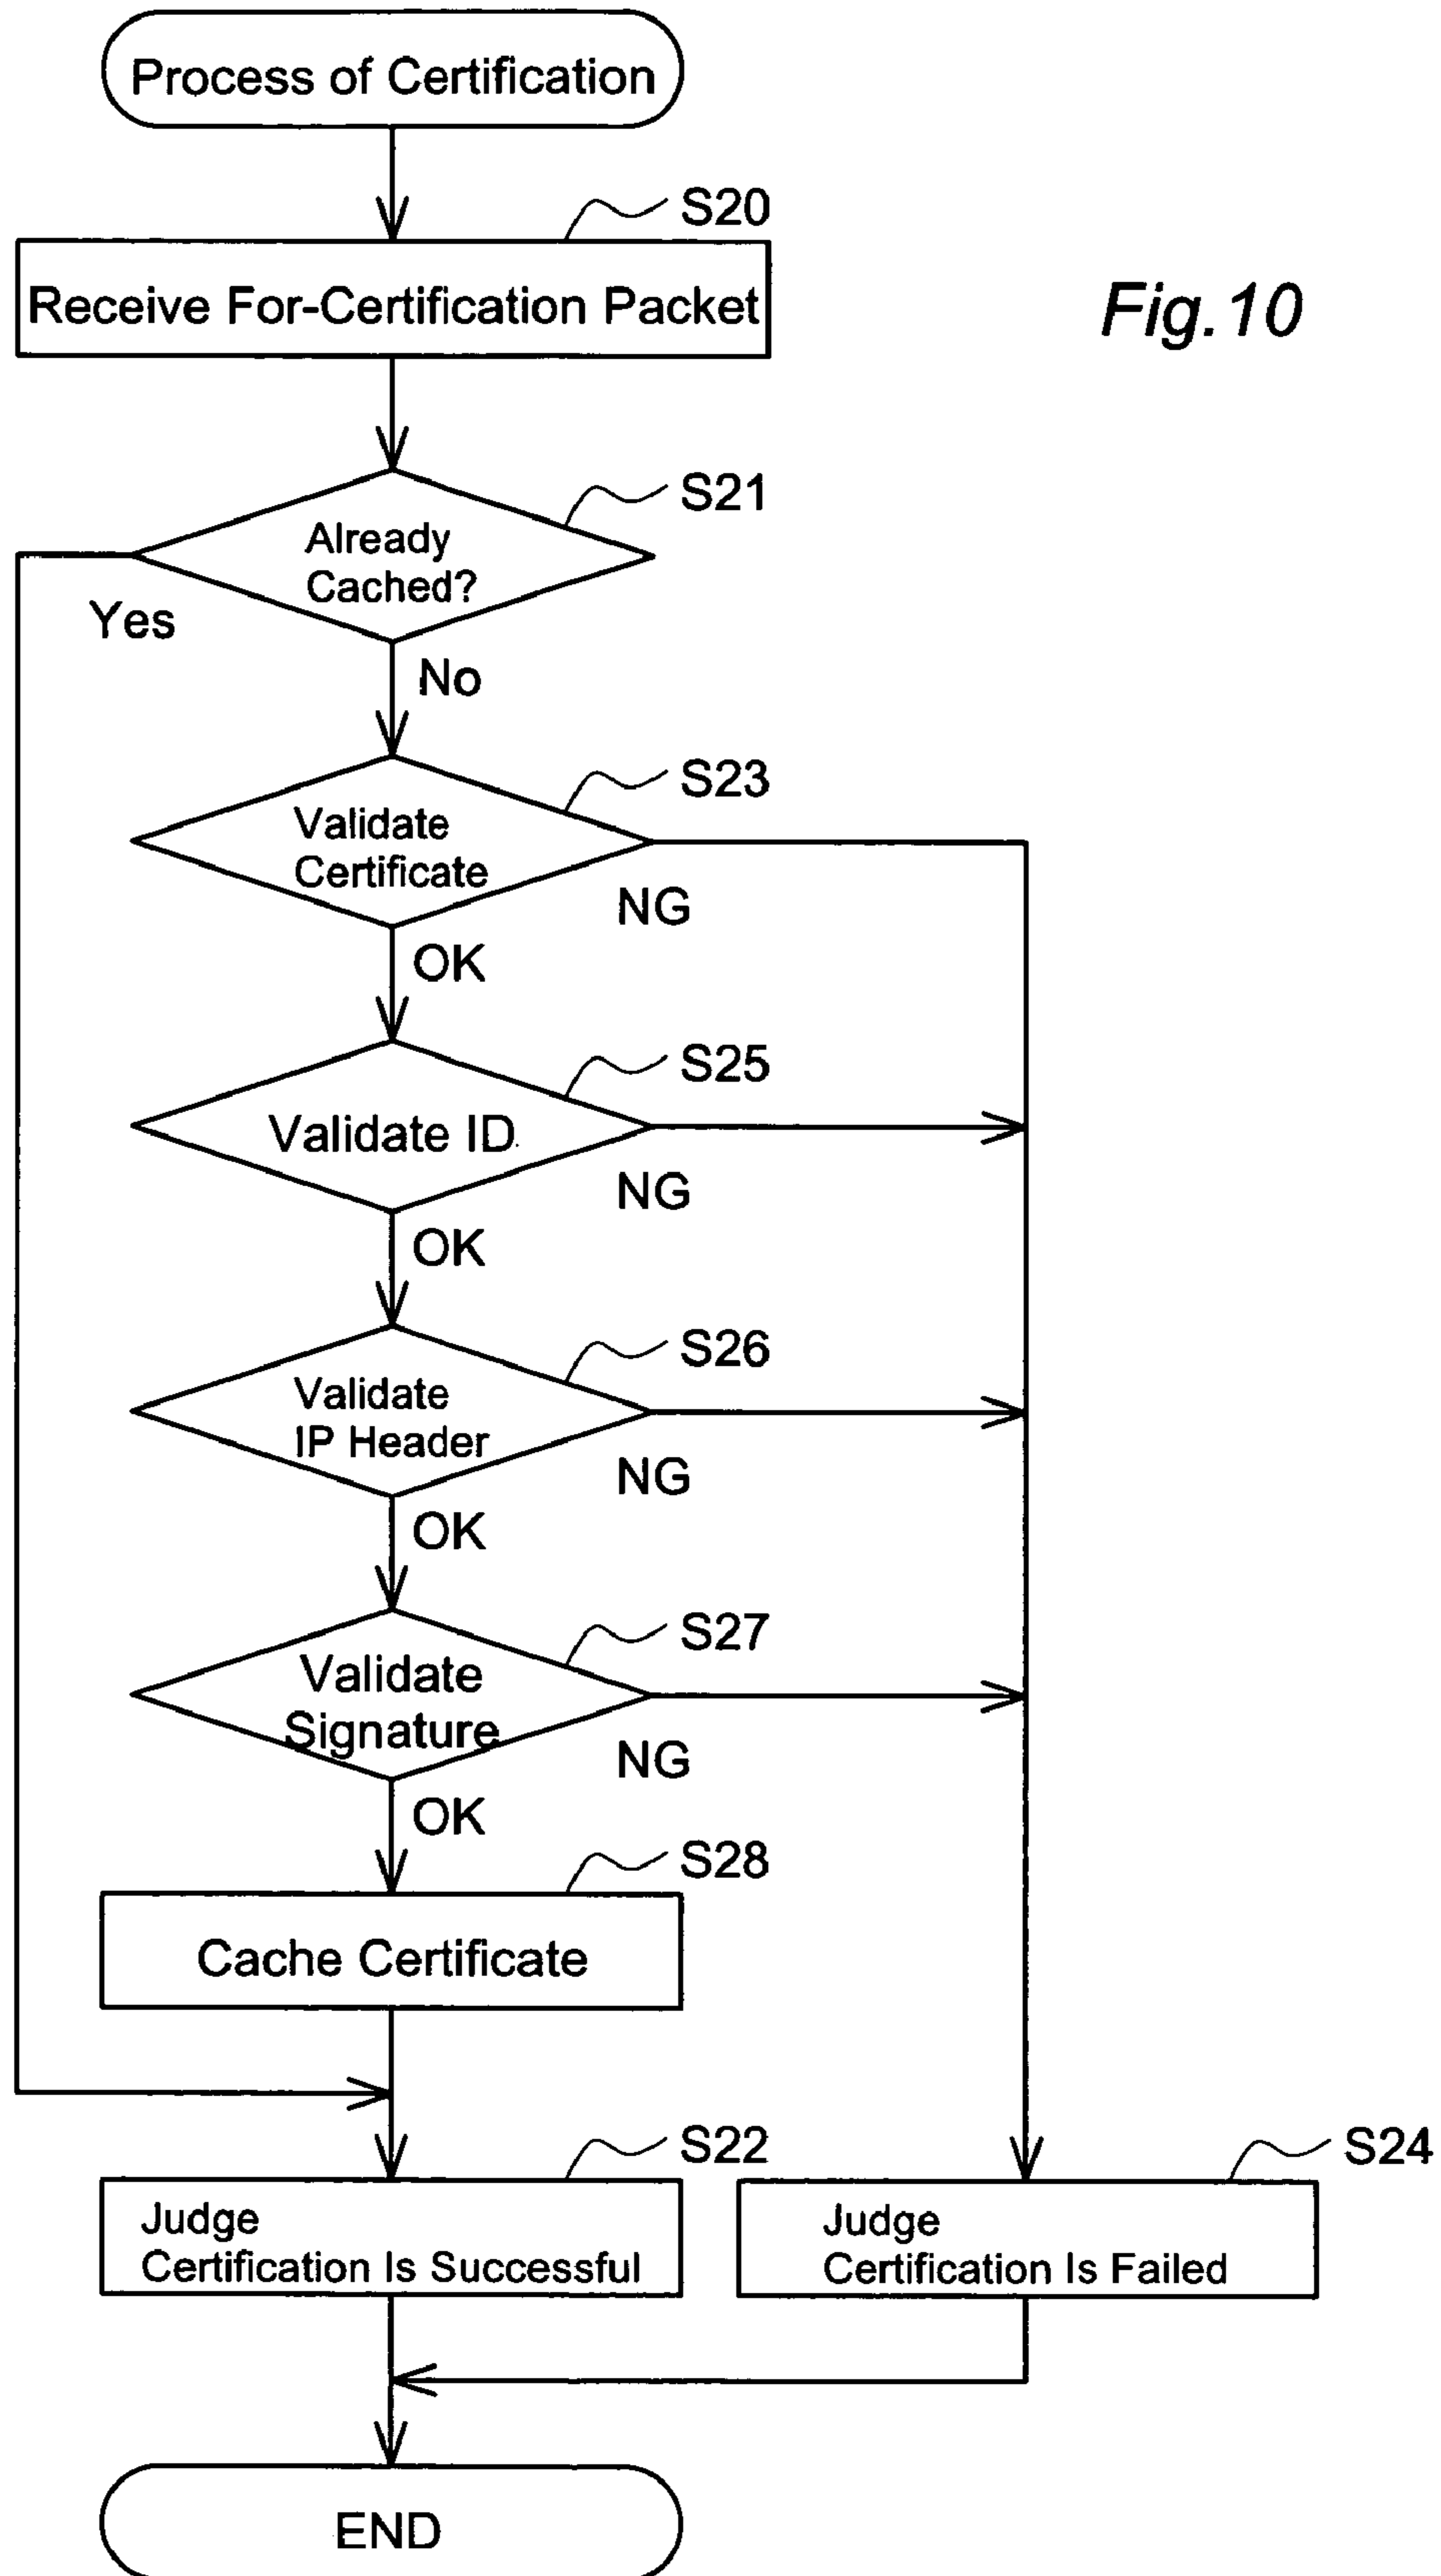 Process of Certification
S20
Receive For-Certification Packet
Fig.10
S21
Already
Cached?
Yes
No
S23
Validate
Certificate
NG
OK
S25
Validate ID
NG
OK
S26
Validate
IP Header
NG
OK
S27
Validate
Signature
NG
OK
S28
Cache Certificate
S22
Judge
Certification Is Successful
S24
Judge
Certification Is Failed
END